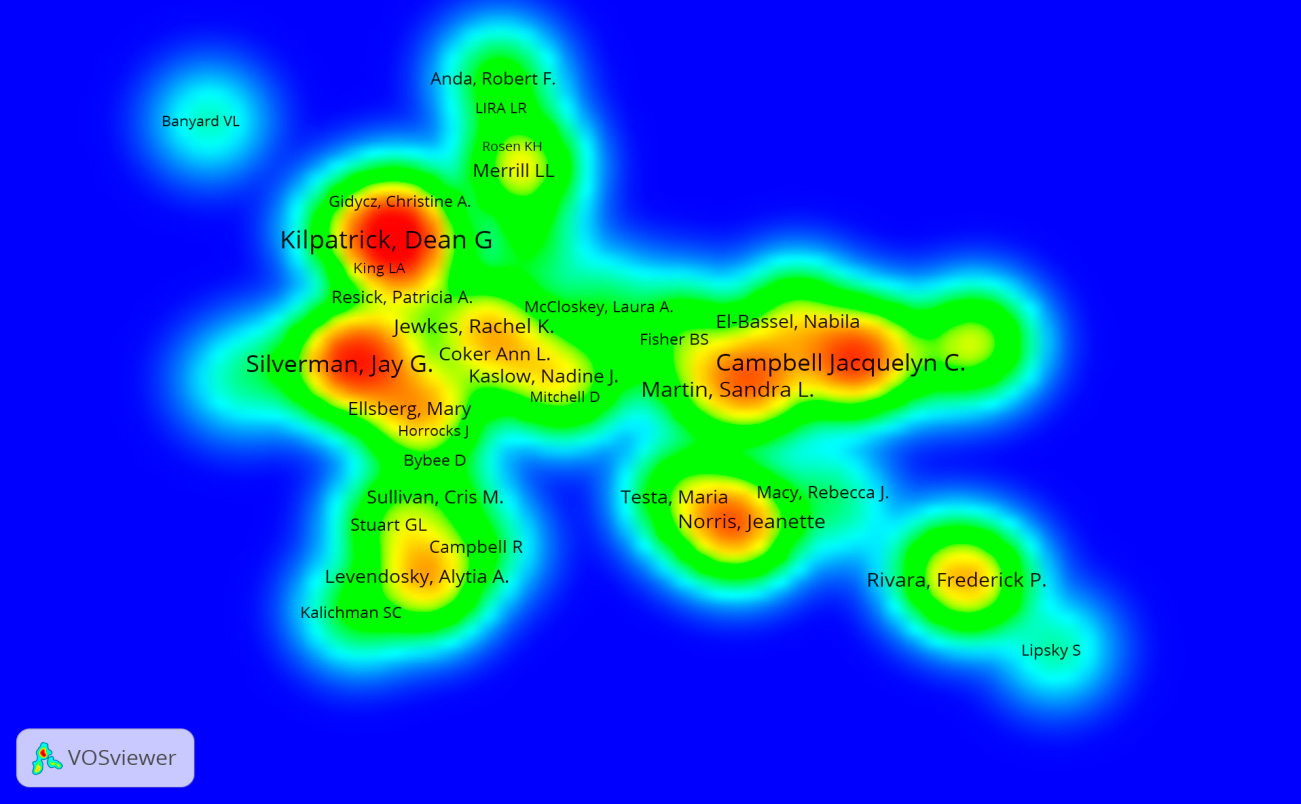 Anda, Robert F.
LIRA LR
Banyard VL
Rosen KH
Merrill LL
Gidycz, Christine A.
Kilpatrick, Dean G
King LA
Resick, Patricia A.
McCloskey, Laura A.
El-Bassel, Nabila
Jewkes, Rachel K.
Fisher BS
Coker Ann L.
Silverman, Jay G.
Campbell Jacquelyn C.
Kaslow, Nadine J.
Martin, Sandra L.
Mitchell D
Ellsberg, Mary
Horrocks J
Bybee D
Macy, Rebecca J.
Sullivan, Cris M.
Testa, Maria
Norris, Jeanette
Stuart GL
Campbell R
Levendosky, Alytia A.
Rivara, Frederick P.
Kalichman SC
Lipsky S
VOSviewer